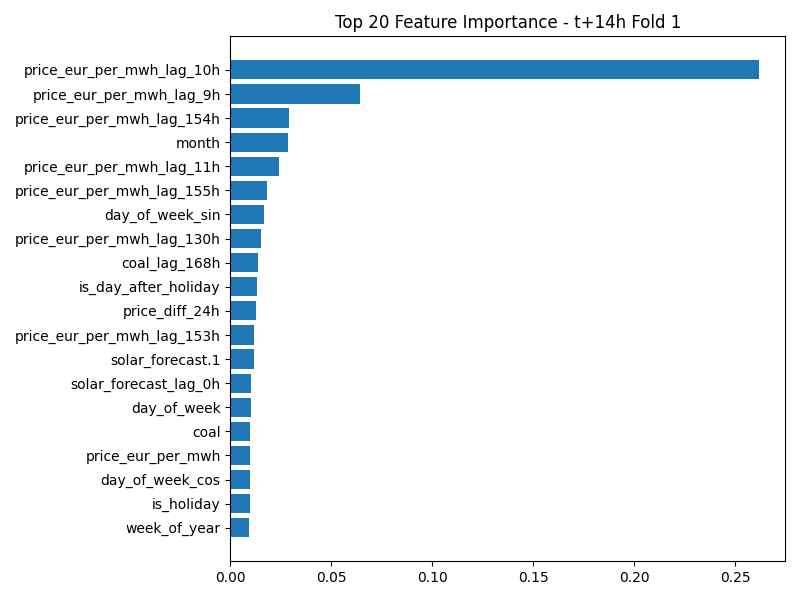 Top 20 Feature Importance - t+14h Fold 1
price_eur_per_mwh_lag_10h
price_eur_per_mwh_lag_9h
price_eur_per_mwh_lag_154h
month
price_eur_per_mwh_lag_11h
price_eur_per_mwh_lag_155h
day_of_week_sin
price_eur_per_mwh_lag_130h
coal_lag_168h
is_day_after_holiday
price_diff_24h
price_eur_per_mwh_lag_153h
solar_forecast.1
solar_forecast_lag_0h
day_of_week
coal
price_eur_per_mwh
day_of_week_cos
is_holiday
week_of_year
0.00 0.05 0.10 0.15 0.20 0.25